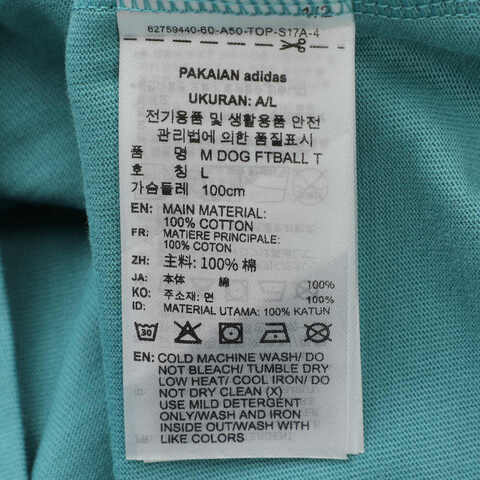 1/2
62759440-60-A50-TOP-S17A-4
PAKAIAN adidas
UKURAN: A/L
전기용품 및 생활용품 안전
관리법에 의한 품질표시
품 명 M DOG FTBALL T
호 칭 L
가슴둘레 100cm
EN: MAIN MATERIAL:
100% COTTON
FR: MATIERE PRINCIPALE:
100% COTON
ZH: 主料: 100% 棉
JA: 本体 綿 100%
KO: 주소재: 면 100%
ID: MATERIAL UTAMA: 100% KATUN
30
EN: COLD MACHINE WASH/ DO
NOT BLEACH/ TUMBLE DRY
LOW HEAT/ COOL IRON/ DO
NOT DRY CLEAN (X)
USE MILD DETERGENT
ONLY/WASH AND IRON
INSIDE OUT/WASH WITH
LIKE COLORS